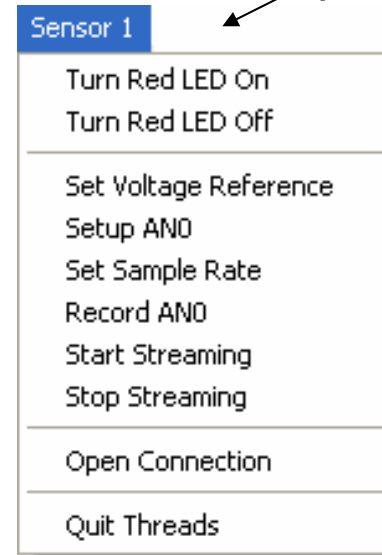 Sensor 1
Turn Red LED On
Turn Red LED Off
Set Voltage Reference
Setup AN0
Set Sample Rate
Record AN0
Start Streaming
Stop Streaming
Open Connection
Quit Threads